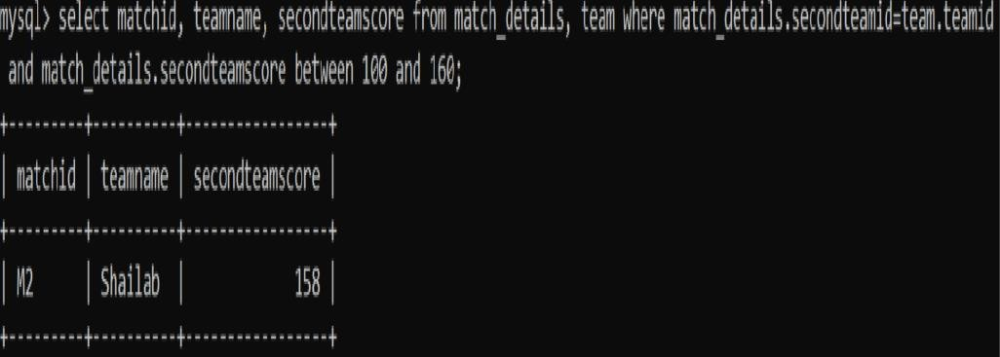 mysql> select matchid, teamname, secondteamscore from match_details, team where match_details.secondteamid=team.teamid
 and match_details.secondteamscore between 100 and 160;
+---------+----------+-----------------+
| matchid | teamname | secondteamscore |
+---------+----------+-----------------+
| M2      | Shailab  |             158 |
+---------+----------+-----------------+